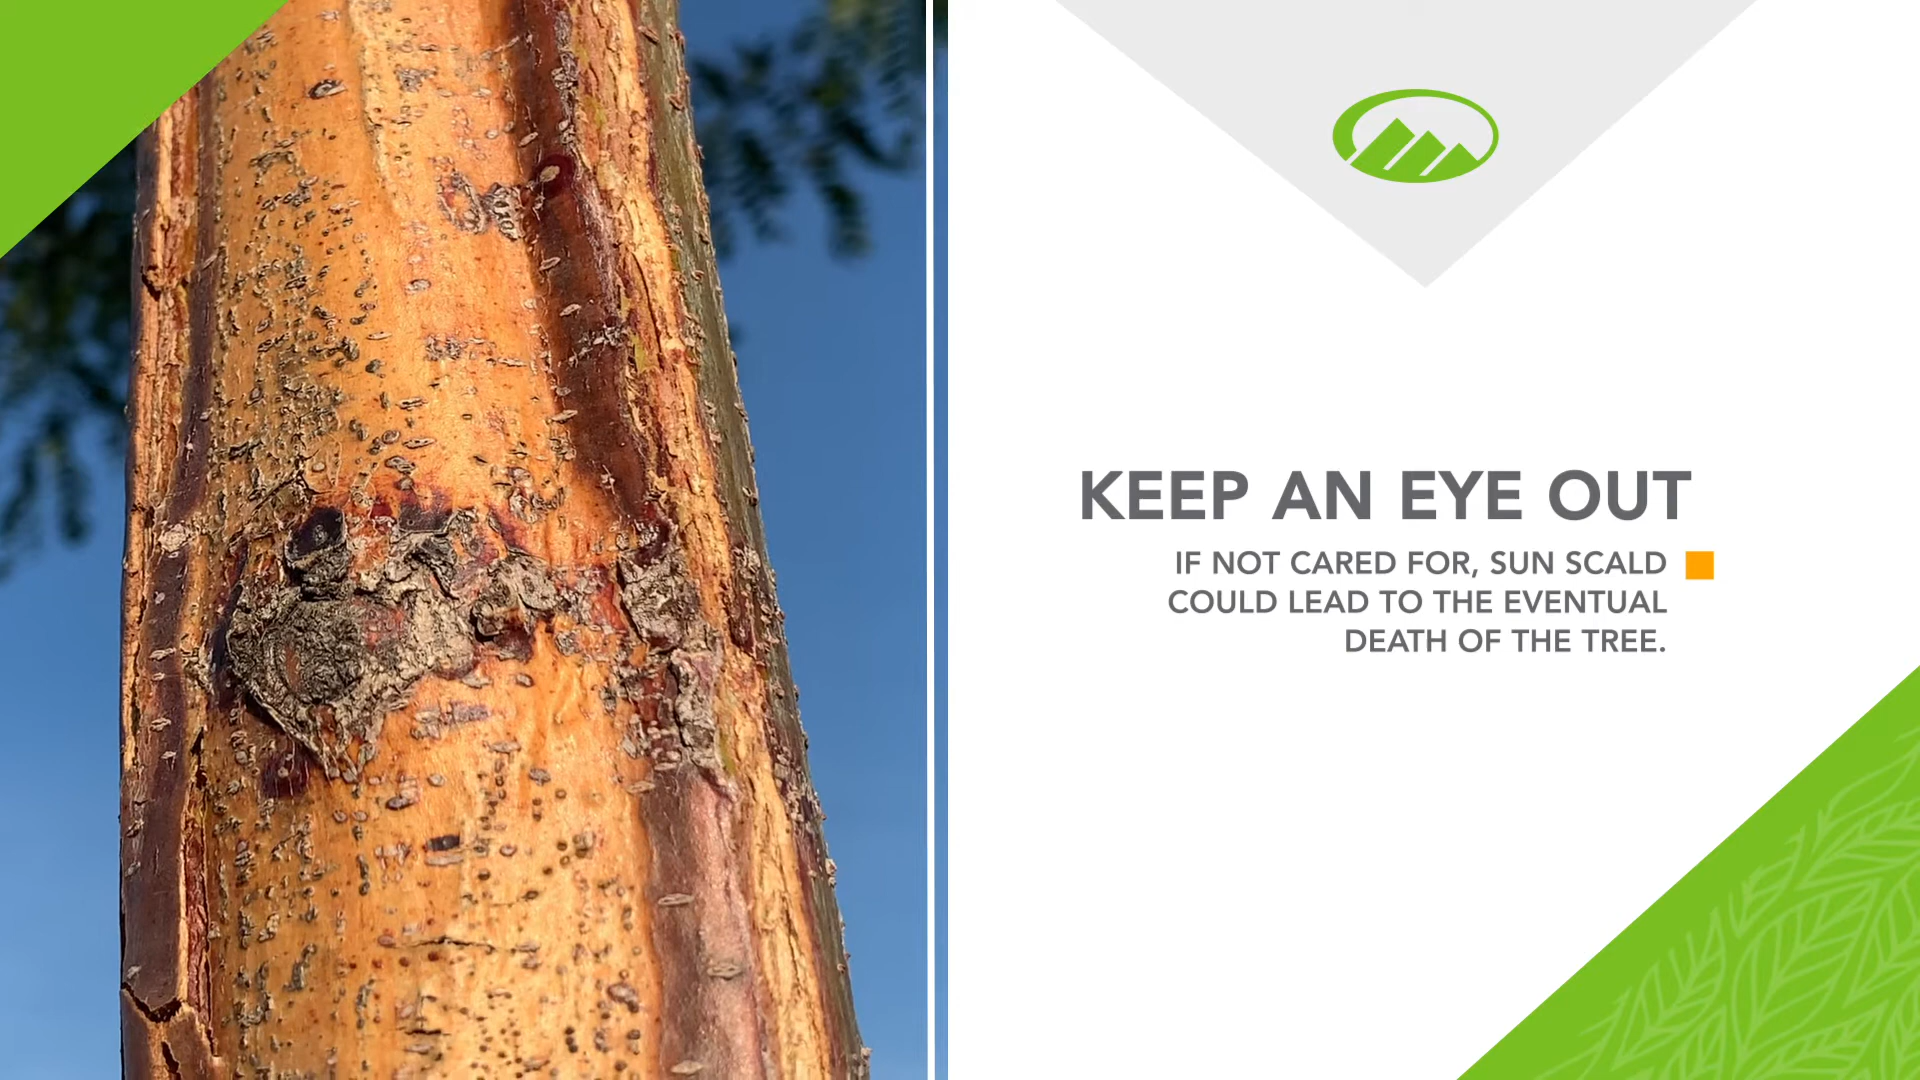 KEEP AN EYE OUT
IF NOT CARED FOR, SUN SCALD
COULD LEAD TO THE EVENTUAL
DEATH OF THE TREE.